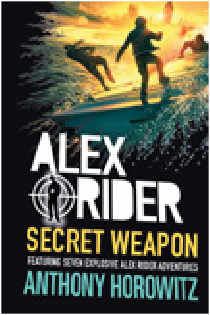 ALEX
RIDER
SECRET WEAPON
FEATURING SEVEN EXPLOSIVE ALEX RIDER ADVENTURES
ANTHONY HOROWITZ